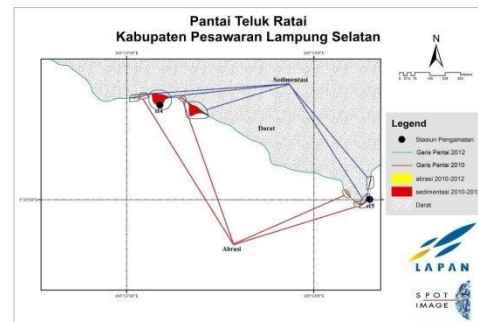 Pantai Teluk Ratai
Kabupaten Pesawaran Lampung Selatan
N
Sedimentasi
st4
Darat
st5
Abrasi
Legend
Stasiun Pengamatan
Garis Pantai 2012
Garis Pantai 2010
abrasi 2010-2012
sedimentasi 2010-2012
Darat
LAPAN
SPOT
IMAGE